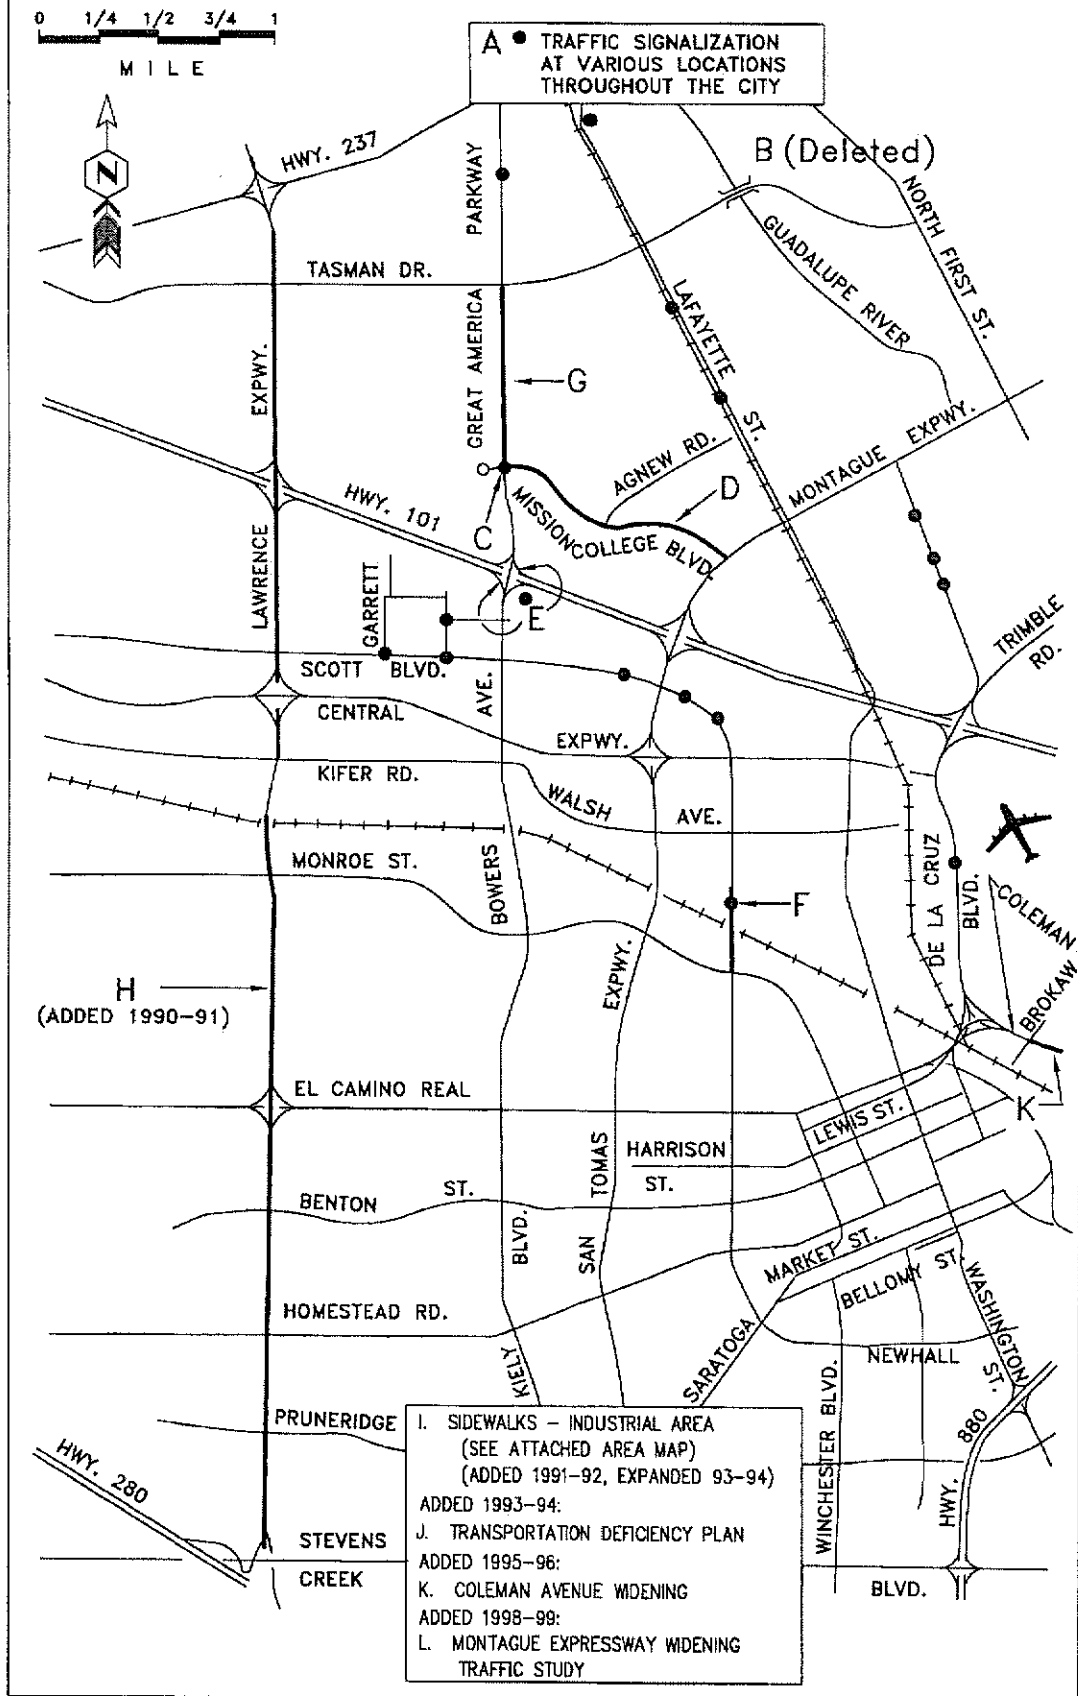 0 1/4 1/2 3/4 1
MILE
A
TRAFFIC SIGNALIZATION
AT VARIOUS LOCATIONS
THROUGHOUT THE CITY
N
HWY. 237
PARKWAY
B (Deleted)
NORTH FIRST ST.
GUADALUPE RIVER
TASMAN DR.
LAFAYETTE ST.
GREAT AMERICA
G
EXPWY.
AGNEW RD.
D
MONTAGUE EXPWY.
HWY. 101
C
MISSION
COLLEGE BLVD.
LAWRENCE
GARRETT
E
TRIMBLE
RD.
SCOTT BLVD.
AVE.
CENTRAL
EXPWY.
KIFER RD.
WALSH
AVE.
MONROE ST.
BOWERS
F
DE LA CRUZ
BLVD.
COLEMAN
BROKAW
H
(ADDED 1990-91)
EXPWY.
EL CAMINO REAL
LEWIS ST.
K
HARRISON
ST.
TOMAS
BENTON
ST.
BLVD.
SAN
MARKET ST.
BELLOMY ST.
WASHINGTON
ST.
HOMESTEAD RD.
KIELY
SARATOGA
NEWHALL
WINCHESTER BLVD.
880
HWY.
PRUNERIDGE
HWY. 280
STEVENS
CREEK
BLVD.
I. SIDEWALKS - INDUSTRIAL AREA
(SEE ATTACHED AREA MAP)
(ADDED 1991-92, EXPANDED 93-94)
ADDED 1993-94:
J. TRANSPORTATION DEFICIENCY PLAN
ADDED 1995-96:
K. COLEMAN AVENUE WIDENING
ADDED 1998-99:
L. MONTAGUE EXPRESSWAY WIDENING
TRAFFIC STUDY